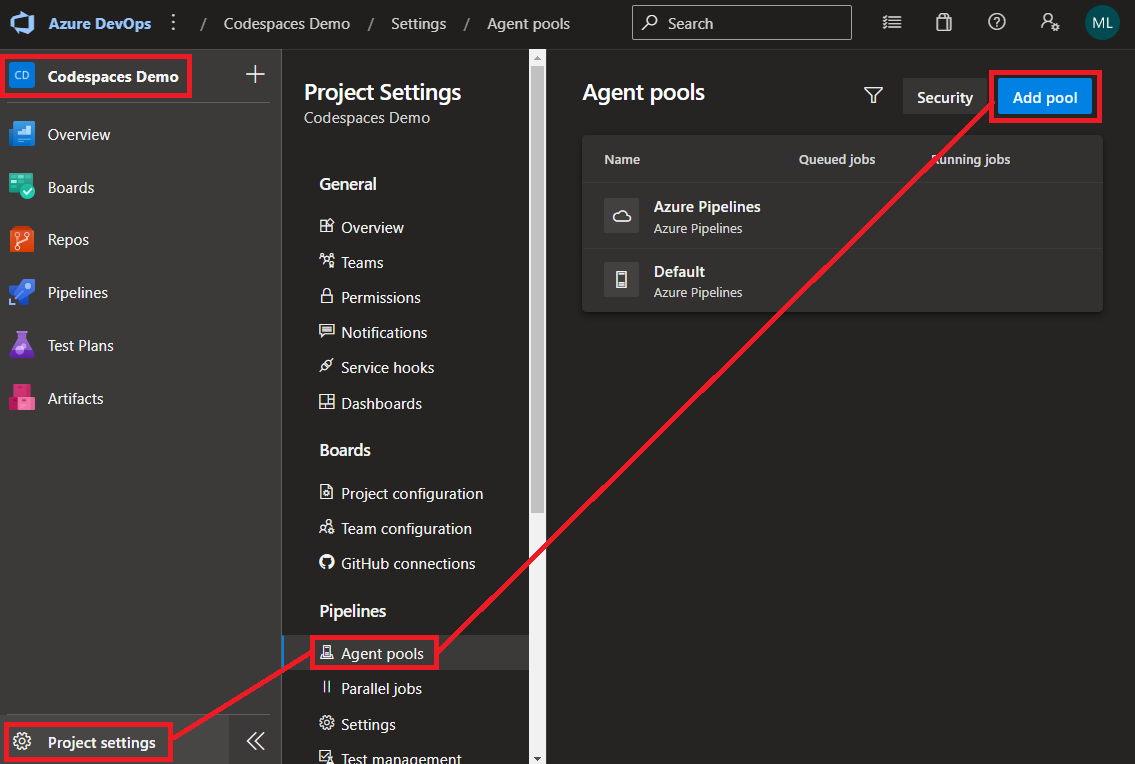 Azure DevOps / Codespaces Demo / Settings / Agent pools Search ML
CD Codespaces Demo
Overview
Boards
Repos
Pipelines
Test Plans
Artifacts
Project settings
Project Settings
Codespaces Demo
General
Overview
Teams
Permissions
Notifications
Service hooks
Dashboards
Boards
Project configuration
Team configuration
GitHub connections
Pipelines
Agent pools
Parallel jobs
Settings
Test management
Agent pools
Security Add pool
Name Queued jobs Running jobs
Azure Pipelines
Azure Pipelines
Default
Azure Pipelines